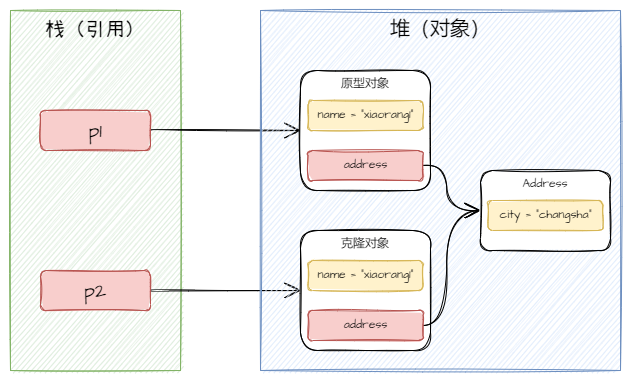 栈（引用）
堆（对象）
p1
原型对象
name = "xiaorang"
address
Address
city = "changsha"
p2
克隆对象
name = "xiaorang"
address